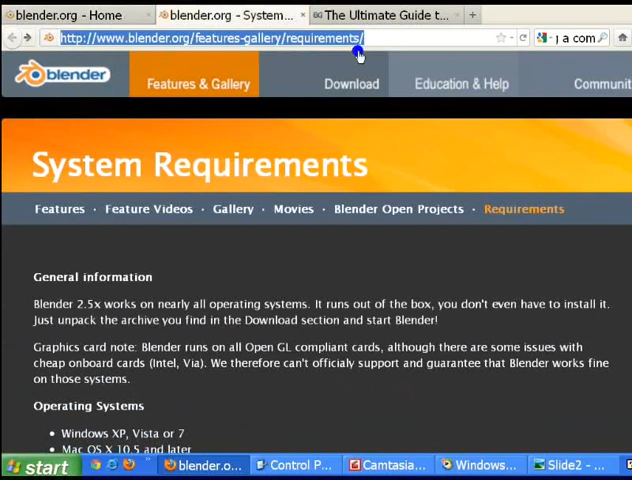 blender.org - Home
blender.org - System...
The Ultimate Guide t...
http://www.blender.org/features-gallery/requirements/
a com
blender
Features & Gallery
Download
Education & Help
Communit
System Requirements
Features · Feature Videos · Gallery · Movies · Blender Open Projects · Requirements
General information
Blender 2.5x works on nearly all operating systems. It runs out of the box, you don't even have to install it.
Just unpack the archive you find in the Download section and start Blender!
Graphics card note: Blender runs on all Open GL compliant cards, although there are some issues with
cheap onboard cards (Intel, Via). We therefore can't officialy support and guarantee that Blender works fine
on those systems.
Operating Systems
• Windows XP, Vista or 7
• Mac OS X 10.5 and later
start
blender.o...
Control P...
Camtasia...
Windows...
Slide2 - ...